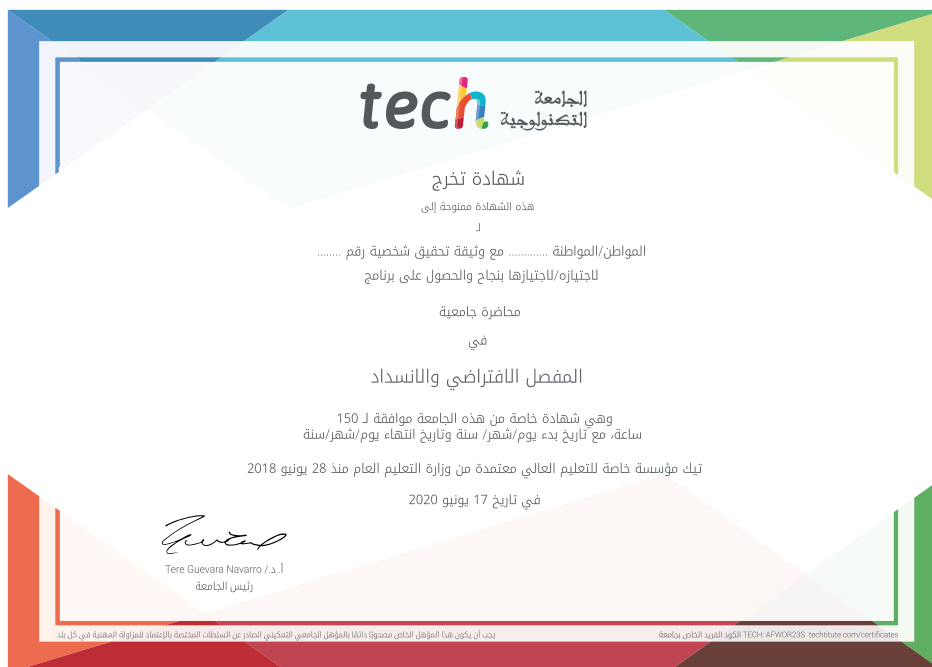 tech الجامعة
التكنولوجية
شهادة تخرج
هذه الشهادة ممنوحة إلى
لـ
المواطن/المواطنة ............. مع وثيقة تحقيق شخصية رقم ........
لاجتيازه/لاجتيازها بنجاح والحصول على برنامج
محاضرة جامعية
في
المفصل الافتراضي والانسداد
وهي شهادة خاصة من هذه الجامعة موافقة لـ 150
ساعة، مع تاريخ بدء يوم/شهر/ سنة وتاريخ انتهاء يوم/شهر/سنة
تيك مؤسسة خاصة للتعليم العالي معتمدة من وزارة التعليم العام منذ 28 يونيو 2018
في تاريخ 17 يونيو 2020
أ. د./ Tere Guevara Navarro
رئيس الجامعة
يجب أن يكون هذا المؤهل الخاص مصحوبًا دائمًا بالمؤهل الجامعي التمكيني الصادر عن السلطات المختصة بالإعتماد للمزاولة المهنية في كل بلد
الكود الفريد الخاص بجامعة TECH: AFWOR23S techtitute.com/certificates